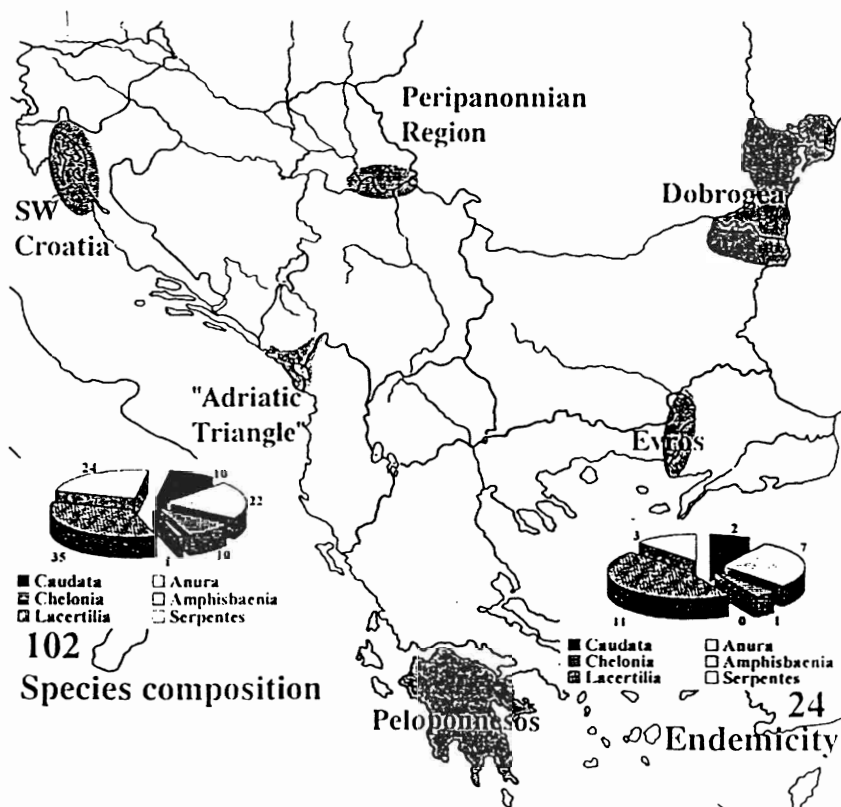 Peripanonnian
Region
Dobrogea
SW
Croatia
"Adriatic
Triangle"
Evros
24
10
22
35
1
10
Caudata
Anura
Chelonia
Amphisbaenia
Lacertilia
Serpentes
102
Species composition
3
2
7
11
0
1
Caudata
Anura
Chelonia
Amphisbaenia
Lacertilia
Serpentes
24
Endemicity
Peloponnesos